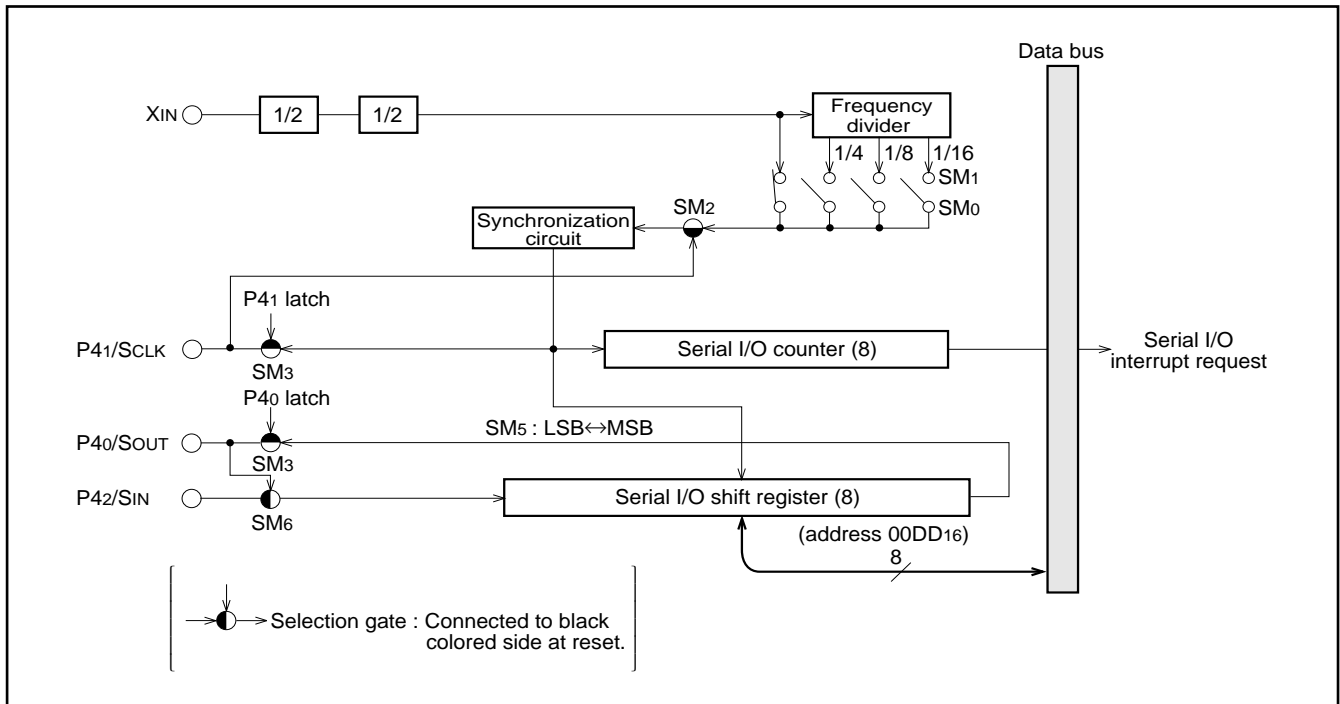 Data bus
XIN
1/2
1/2
Frequency
divider
1/4
1/8
1/16
SM1
SM0
SM2
Synchronization
circuit
P41 latch
P41/SCLK
SM3
Serial I/O counter (8)
Serial I/O
interrupt request
P40 latch
P40/SOUT
SM3
SM5 : LSB↔MSB
P42/SIN
SM6
Serial I/O shift register (8)
(address 00DD16)
8
Selection gate : Connected to black
colored side at reset.